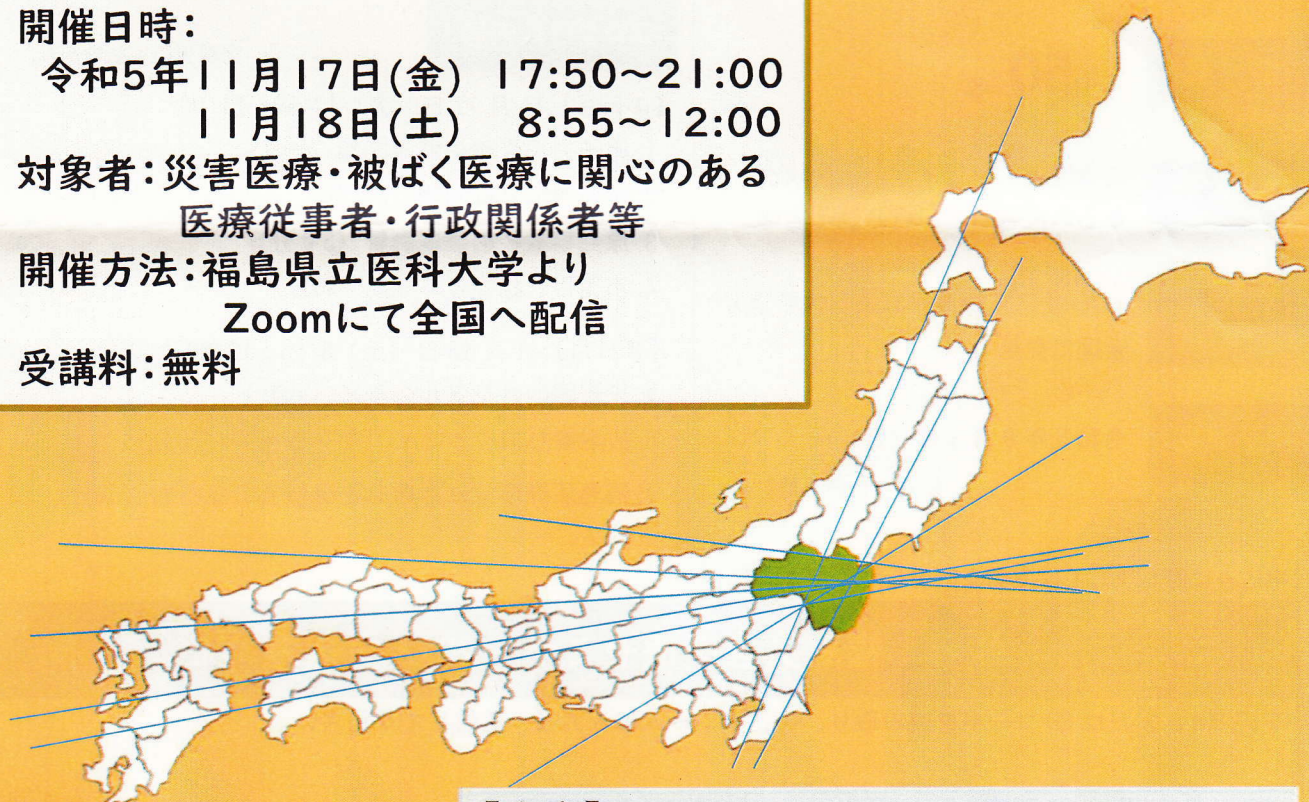 開催日時:
令和5年11月17日(金) 17:50～21:00
11月18日(土) 8:55～12:00
対象者:災害医療・被ばく医療に関心のある
医療従事者・行政関係者等
開催方法:福島県立医科大学より
Zoomにて全国へ配信
受講料:無料